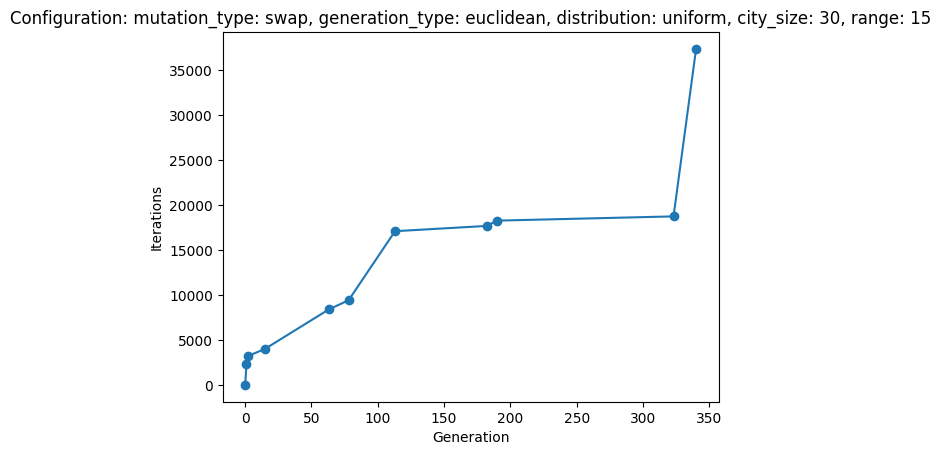 Configuration: mutation_type: swap, generation_type: euclidean, distribution: uniform, city_size: 30, range: 15
35000
30000
25000
20000
15000
10000
5000
0
Iterations
0 50 100 150 200 250 300 350
Generation